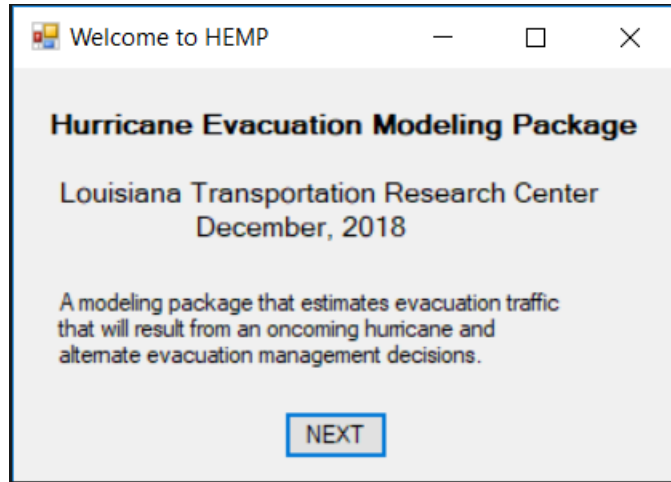 Welcome to HEMP
Hurricane Evacuation Modeling Package
Louisiana Transportation Research Center
December, 2018
A modeling package that estimates evacuation traffic
that will result from an oncoming hurricane and
alternate evacuation management decisions.
NEXT